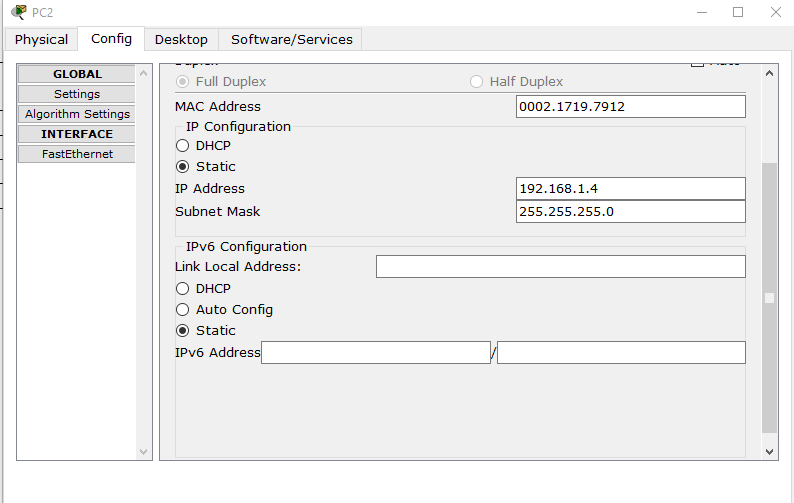 PC2
Physical Config Desktop Software/Services
GLOBAL
Settings
Algorithm Settings
INTERFACE
FastEthernet
Full Duplex Half Duplex
MAC Address 0002.1719.7912
IP Configuration
DHCP
Static
IP Address 192.168.1.4
Subnet Mask 255.255.255.0
IPv6 Configuration
Link Local Address:
DHCP
Auto Config
Static
IPv6 Address /